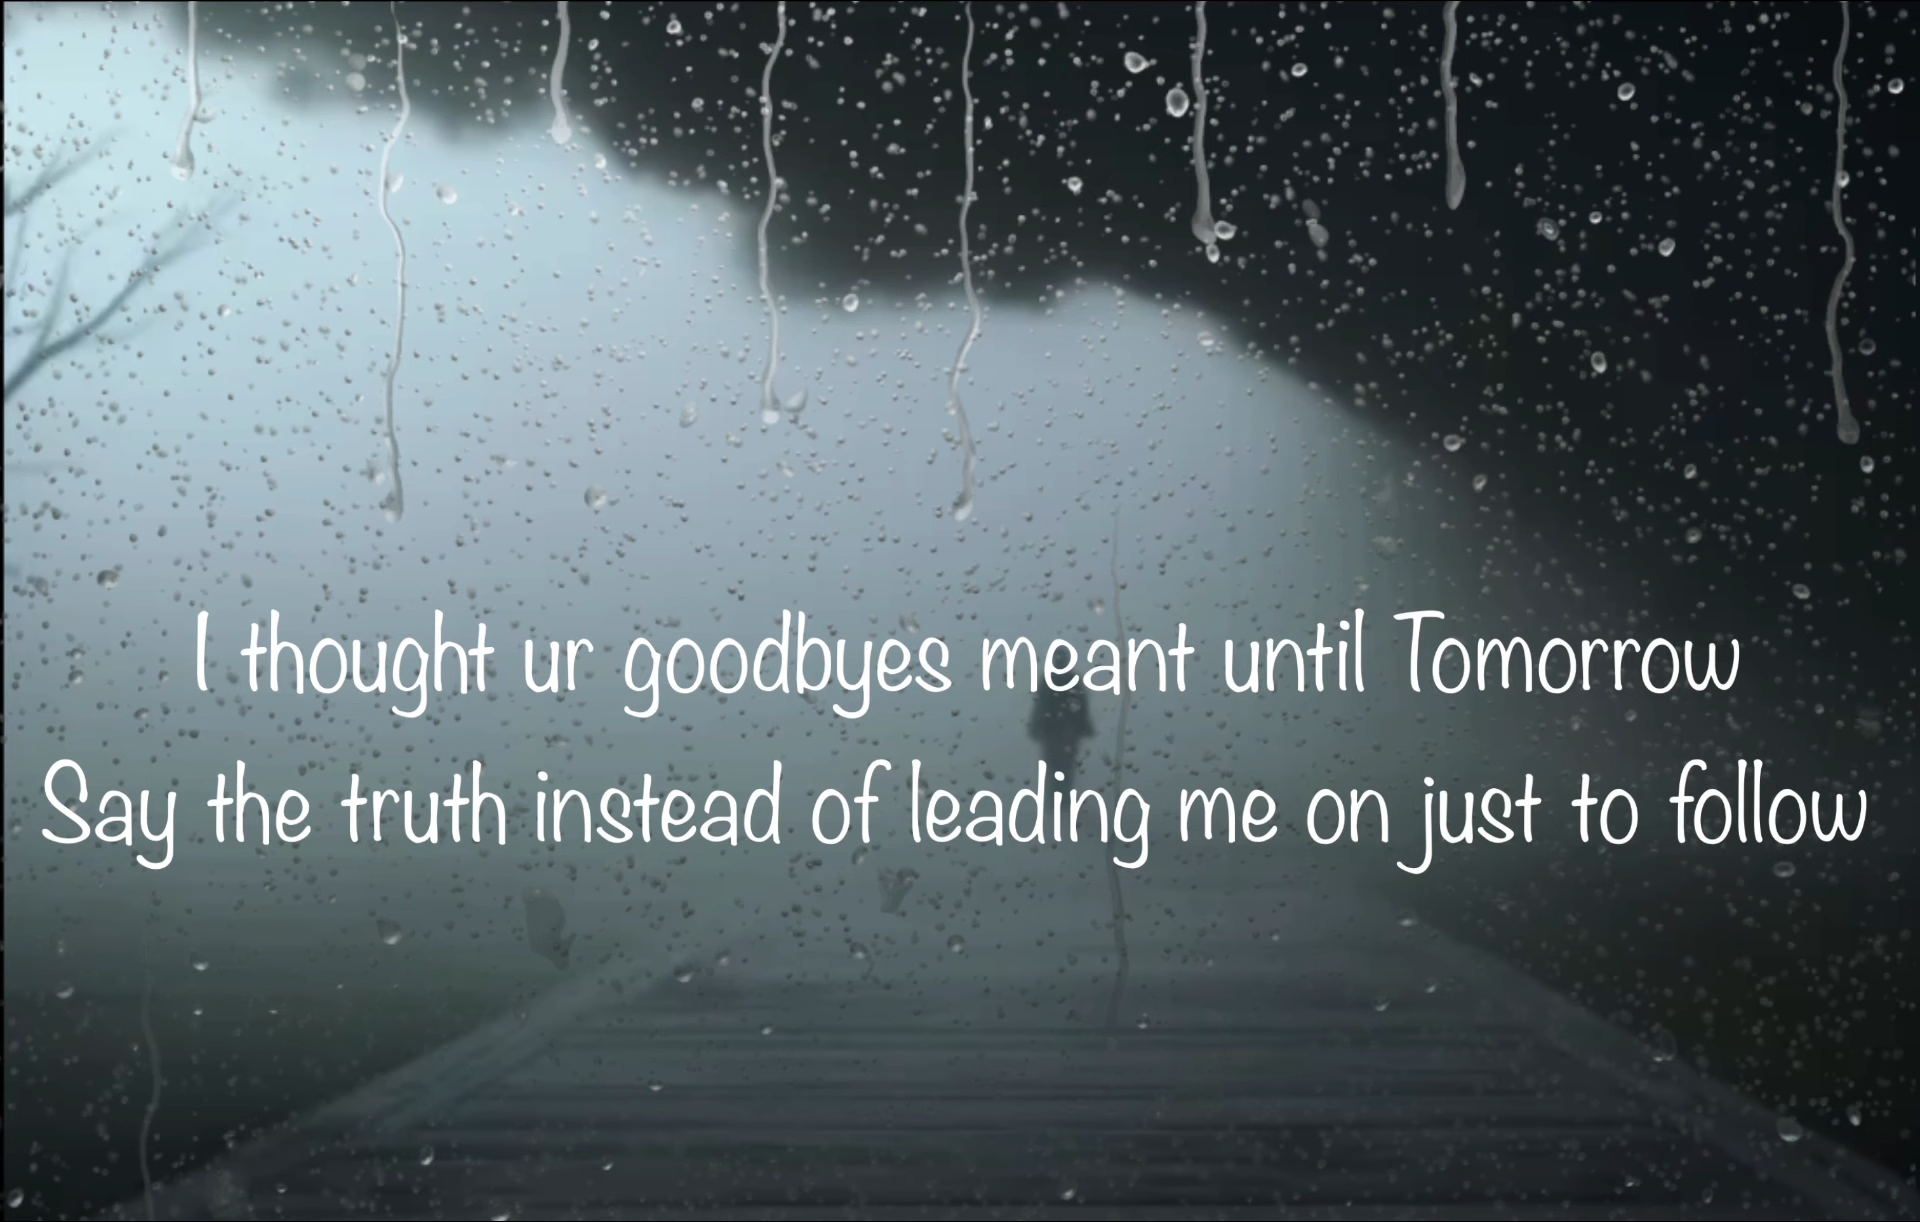 I thought ur goodbyes meant until Tomorrow
Say the truth instead of leading me on just to follow